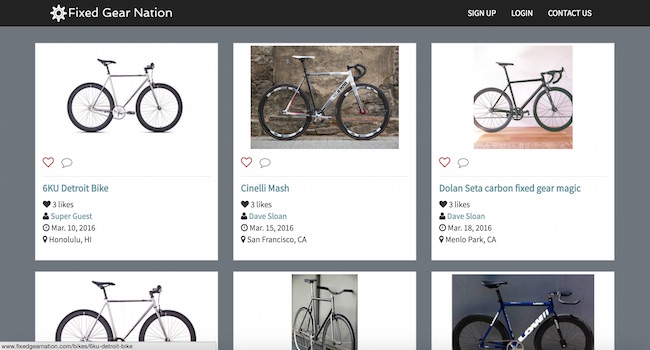 Fixed Gear Nation
SIGN UP LOGIN CONTACT US
6KU Detroit Bike
3 likes
Super Guest
Mar. 10, 2016
Honolulu, HI
Cinelli Mash
3 likes
Dave Sloan
Mar. 15, 2016
San Francisco, CA
Dolan Seta carbon fixed gear magic
3 likes
Dave Sloan
Mar. 18, 2016
Menlo Park, CA
www.fixedgearnation.com/bikes/6ku-detroit-bike